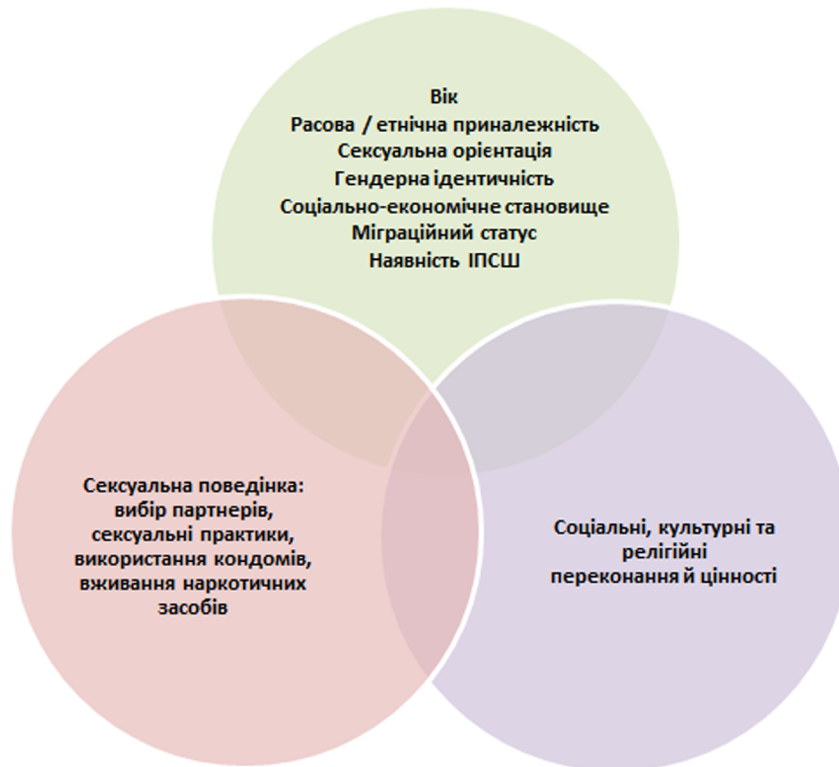 Вік
Расова / етнічна приналежність
Сексуальна орієнтація
Гендерна ідентичність
Соціально-економічне становище
Міграційний статус
Наявність ІПСШ
Сексуальна поведінка:
вибір партнерів,
сексуальні практики,
використання кондомів,
вживання наркотичних
засобів
Соціальні, культурні та
релігійні
переконання й цінності